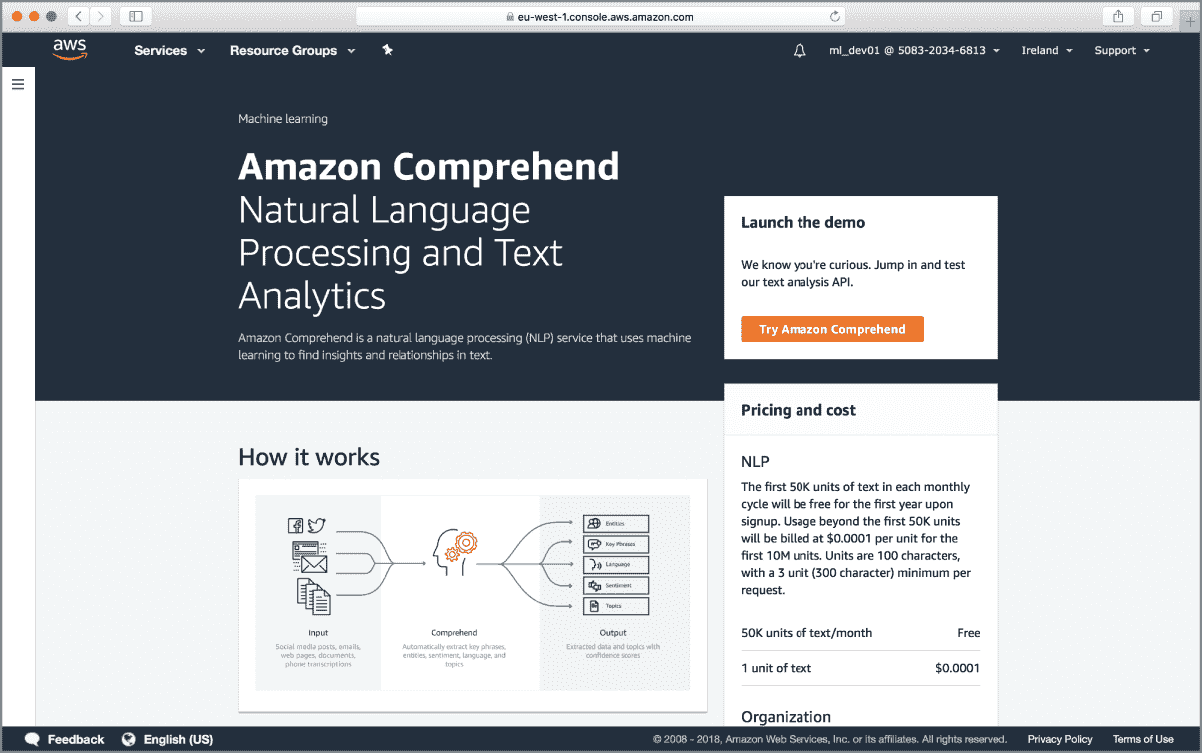 eu-west-1.console.aws.amazon.com
aws
Services
Resource Groups
ml_dev01 @ 5083-2034-6813
Ireland
Support
Machine learning
Amazon Comprehend
Natural Language
Processing and Text
Analytics
Amazon Comprehend is a natural language processing (NLP) service that uses machine
learning to find insights and relationships in text.
Launch the demo
We know you're curious. Jump in and test
our text analysis API.
Try Amazon Comprehend
How it works
Input
Social media posts, emails,
web pages, documents,
phone transcriptions
Comprehend
Automatically extract key phrases,
entities, sentiment, language, and
topics
Entities
Key Phrases
Language
Sentiment
Topics
Output
Extracted data and topics with
confidence scores
Pricing and cost
NLP
The first 50K units of text in each monthly
cycle will be free for the first year upon
signup. Usage beyond the first 50K units
will be billed at $0.0001 per unit for the
first 10M units. Units are 100 characters,
with a 3 unit (300 character) minimum per
request.
50K units of text/month Free
1 unit of text $0.0001
Organization
Feedback
English (US)
© 2008 - 2018, Amazon Web Services, Inc. or its affiliates. All rights reserved.
Privacy Policy
Terms of Use